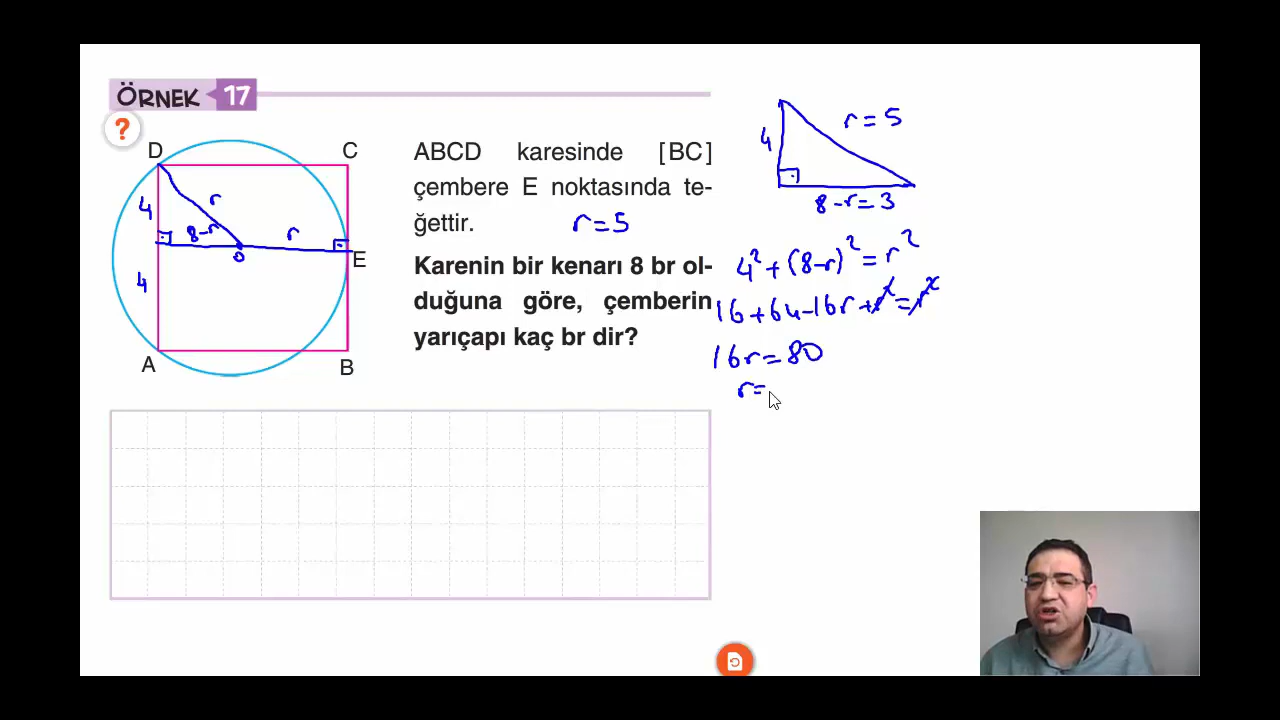 ÖRNEK 17
?
D
C
4
r
8-r
r
O
E
4
A
B
ABCD karesinde [BC]
çembere E noktasında te-
ğettir.
r=5
Karenin bir kenarı 8 br ol-
duğuna göre, çemberin
yarıçapı kaç br dir?
4
r=5
8-r=3
4²+(8-r)²=r²
16+64-16r+r²=r²
16r=80
r=